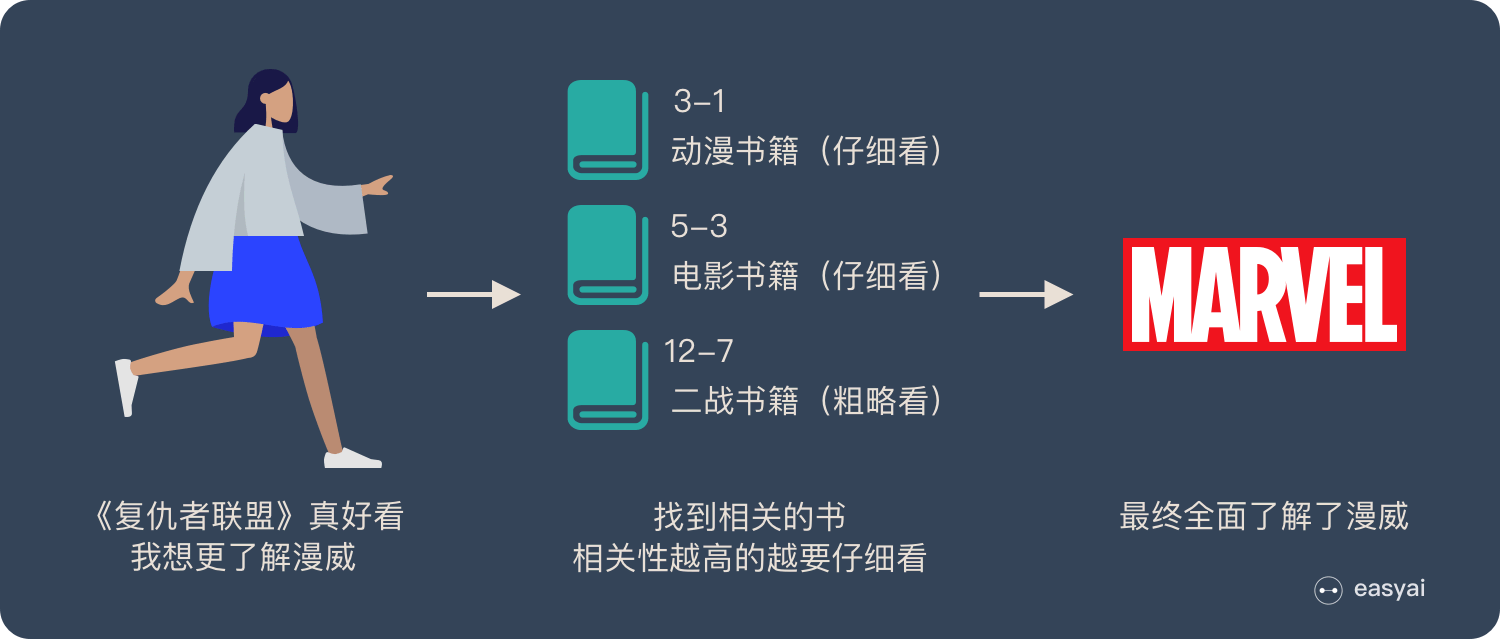 3–1
动漫书籍（仔细看）
5–3
电影书籍（仔细看）
12–7
二战书籍（粗略看）
MARVEL
《复仇者联盟》真好看
我想更了解漫威
找到相关的书
相关性越高的越要仔细看
最终全面了解了漫威
easyai